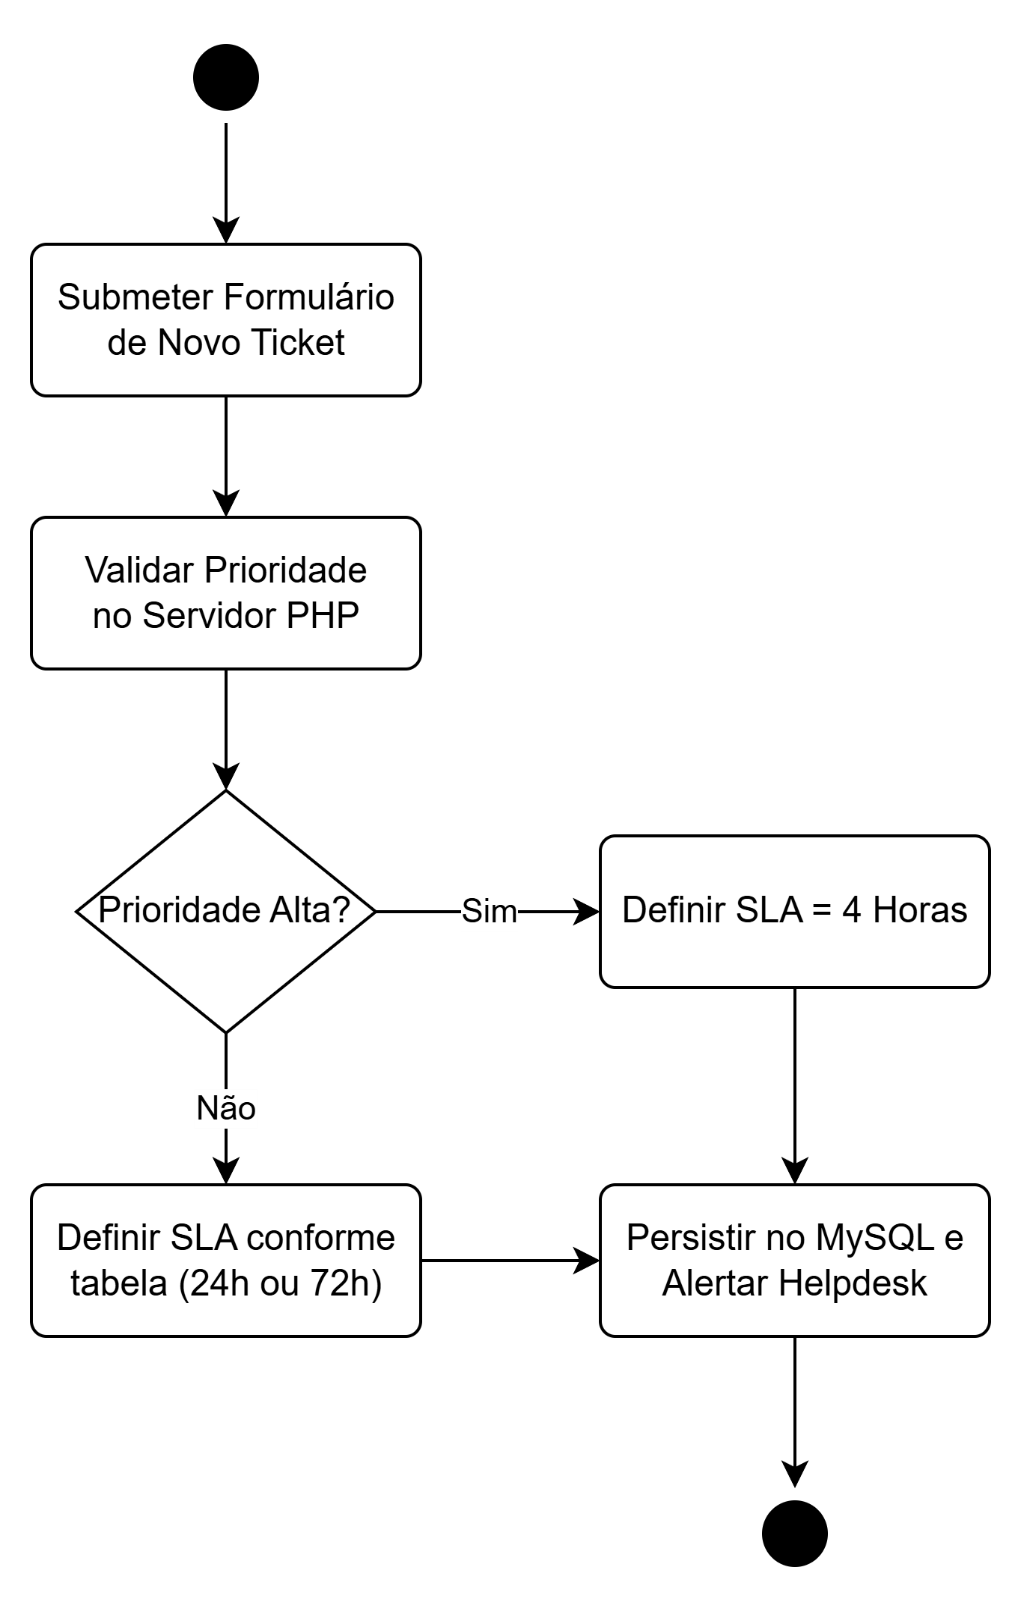 Submeter Formulário
de Novo Ticket
Validar Prioridade
no Servidor PHP
Prioridade Alta?
Sim
Definir SLA = 4 Horas
Não
Definir SLA conforme
tabela (24h ou 72h)
Persistir no MySQL e
Alertar Helpdesk